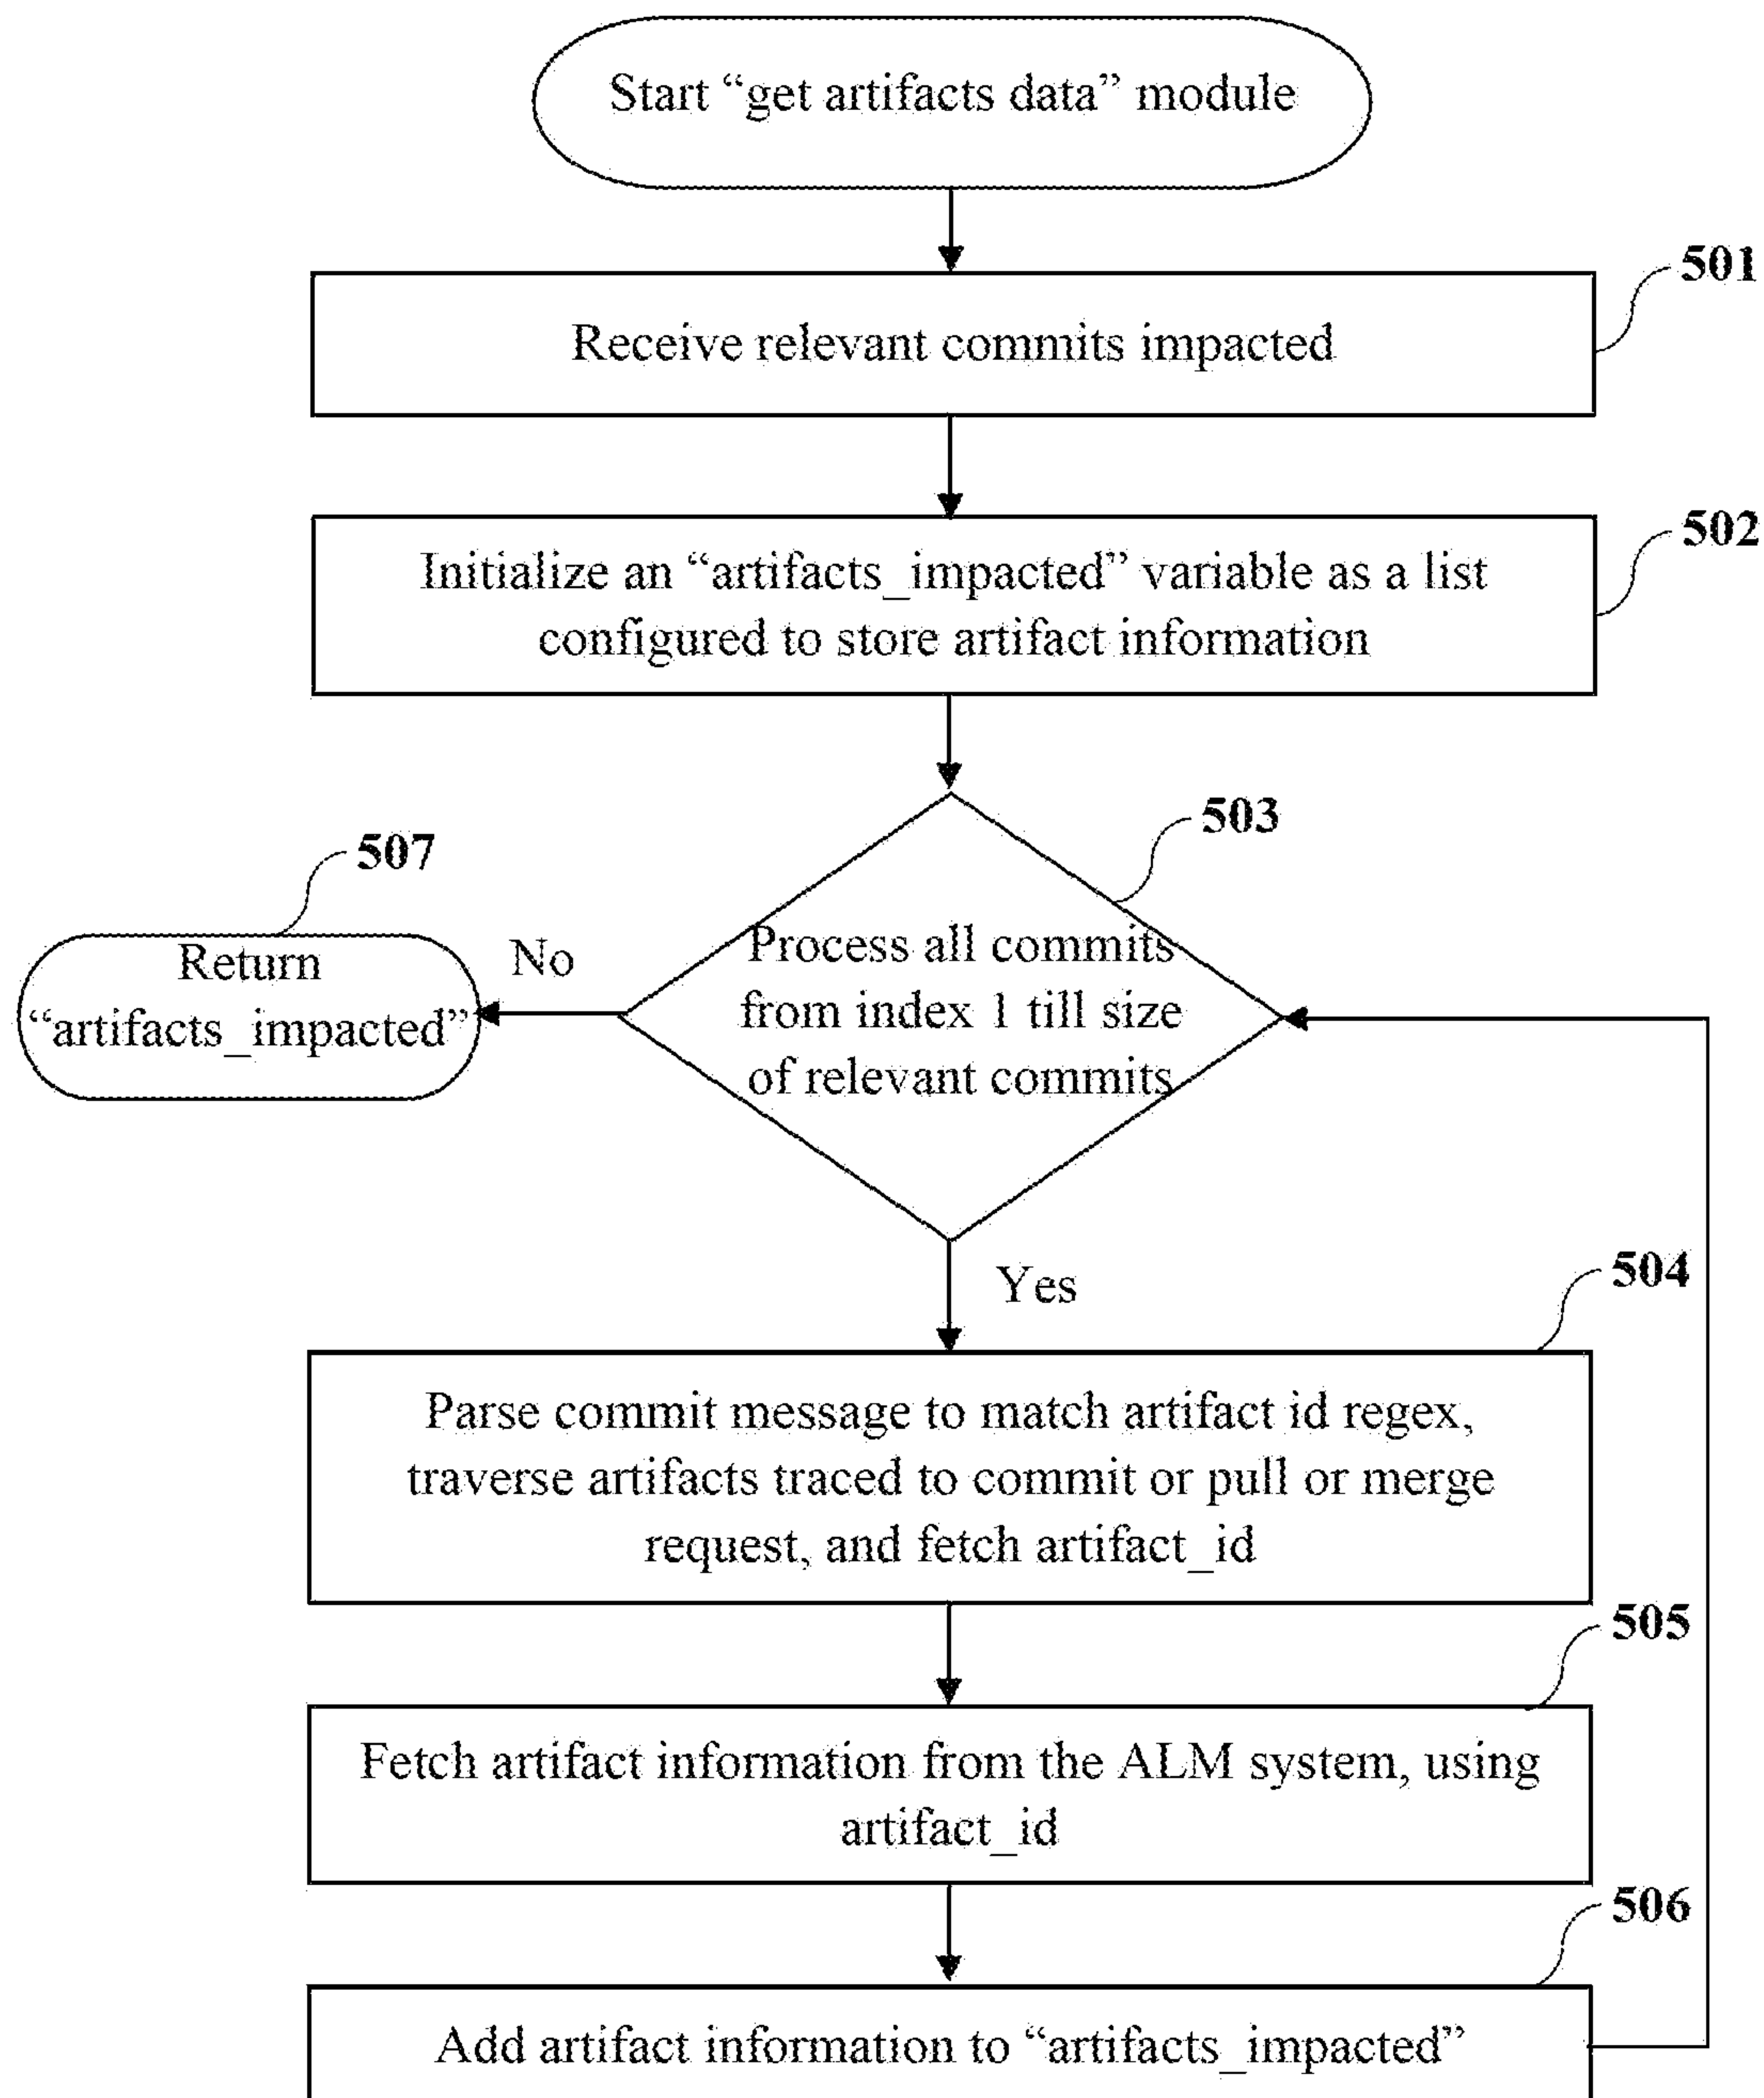 Start “get artifacts data” module
501
Receive relevant commits impacted
502
Initialize an “artifacts_impacted” variable as a list
configured to store artifact information
503
Process all commits
from index 1 till size
of relevant commits
507
No
Return
“artifacts_impacted”
Yes
504
Parse commit message to match artifact id regex,
traverse artifacts traced to commit or pull or merge
request, and fetch artifact_id
505
Fetch artifact information from the ALM system, using
artifact_id
506
Add artifact information to “artifacts_impacted”